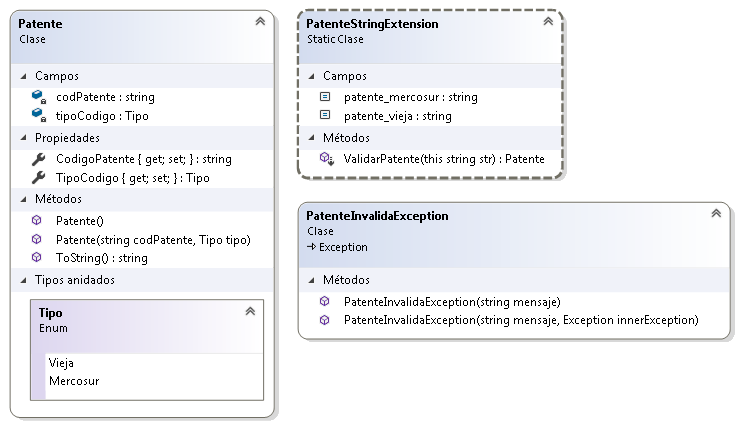 Patente
Clase
Campos
codPatente : string
tipoCodigo : Tipo
Propiedades
CodigoPatente { get; set; } : string
TipoCodigo { get; set; } : Tipo
Métodos
Patente()
Patente(string codPatente, Tipo tipo)
ToString() : string
Tipos anidados
Tipo
Enum
Vieja
Mercosur
PatenteStringExtension
Static Clase
Campos
patente_mercosur : string
patente_vieja : string
Métodos
ValidarPatente(this string str) : Patente
PatenteInvalidaException
Clase
Exception
Métodos
PatenteInvalidaException(string mensaje)
PatenteInvalidaException(string mensaje, Exception innerException)